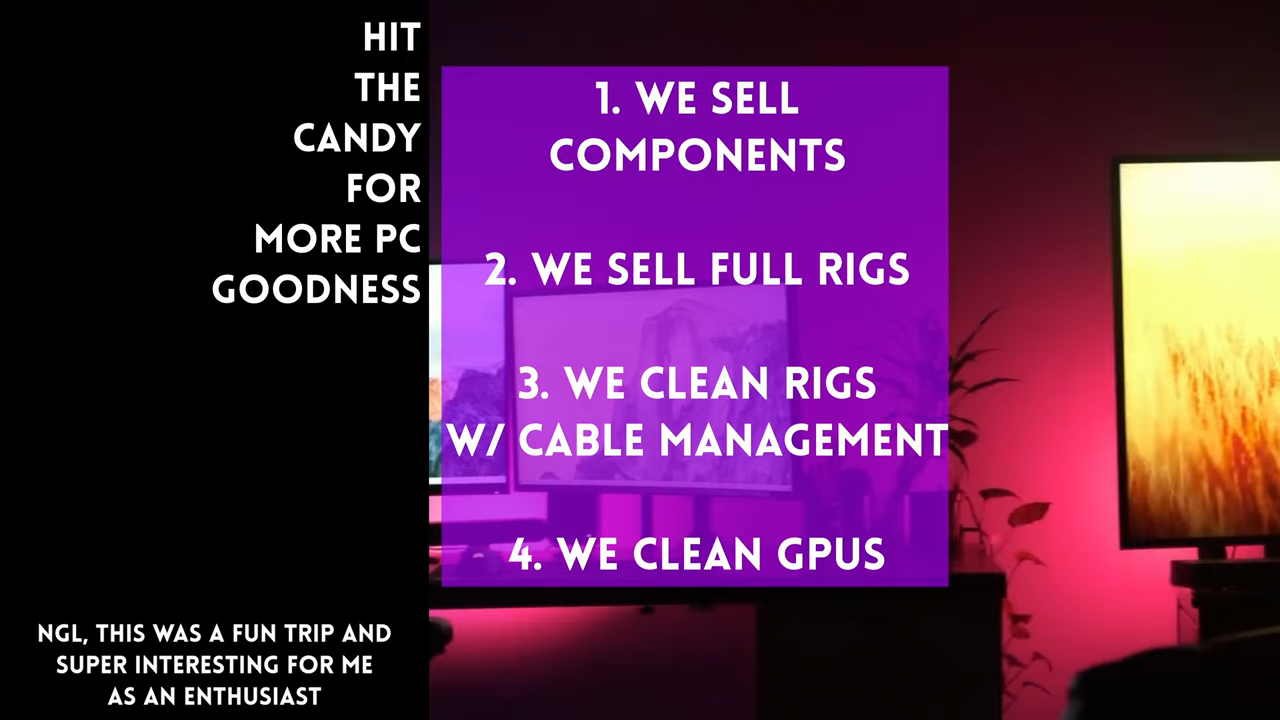 HIT
THE
CANDY
FOR
MORE PC
GOODNESS
1. WE SELL
COMPONENTS
2. WE SELL FULL RIGS
3. WE CLEAN RIGS
W/ CABLE MANAGEMENT
4. WE CLEAN GPUS
NGL, THIS WAS A FUN TRIP AND
SUPER INTERESTING FOR ME
AS AN ENTHUSIAST